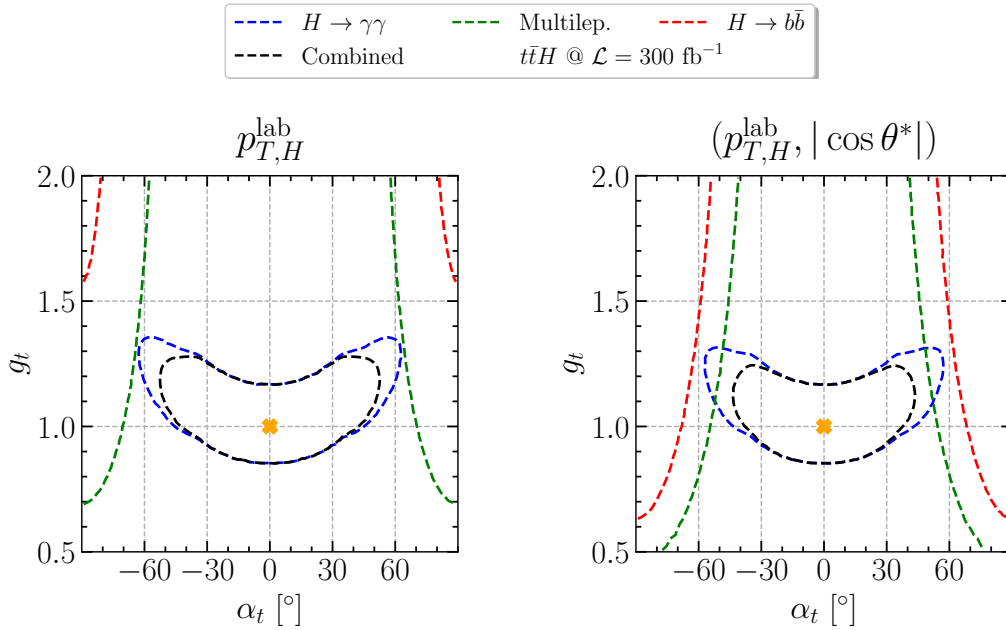 H → γγ Multilep. H → bb̄
Combined tt̄H @ 𝓛 = 300 fb⁻¹
p_{T,H}^{lab}
(p_{T,H}^{lab}, | cos θ*|)
2.0
1.5
1.0
0.5
g_t
−60 −30 0 30 60
α_t [°]
2.0
1.5
1.0
0.5
g_t
−60 −30 0 30 60
α_t [°]